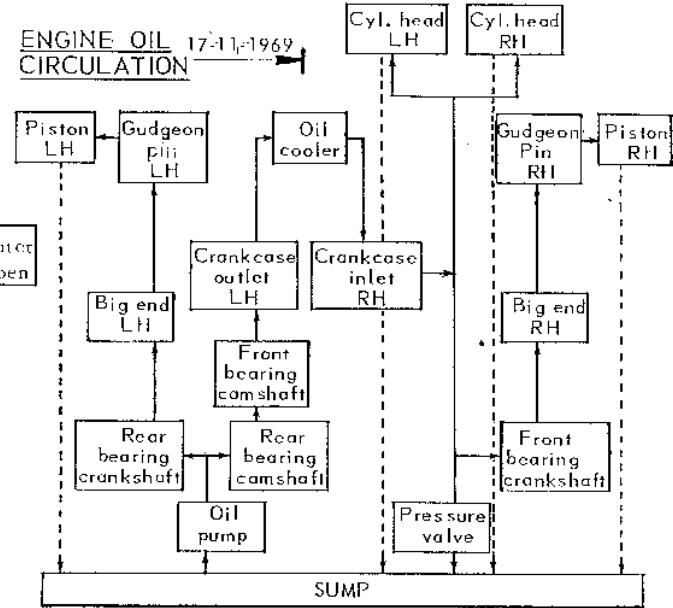 ENGINE OIL 17-11-1969
CIRCULATION
Cyl. head
LH
Cyl. head
RH
Piston
LH
Gudgeon
pin
LH
Oil
cooler
Gudgeon
Pin
RH
Piston
RH
Crankcase
outlet
LH
Crankcase
inlet
RH
Big end
LH
Big end
RH
Front
bearing
camshaft
Rear
bearing
crankshaft
Rear
bearing
camshaft
Front
bearing
crankshaft
Oil
pump
Pressure
valve
SUMP